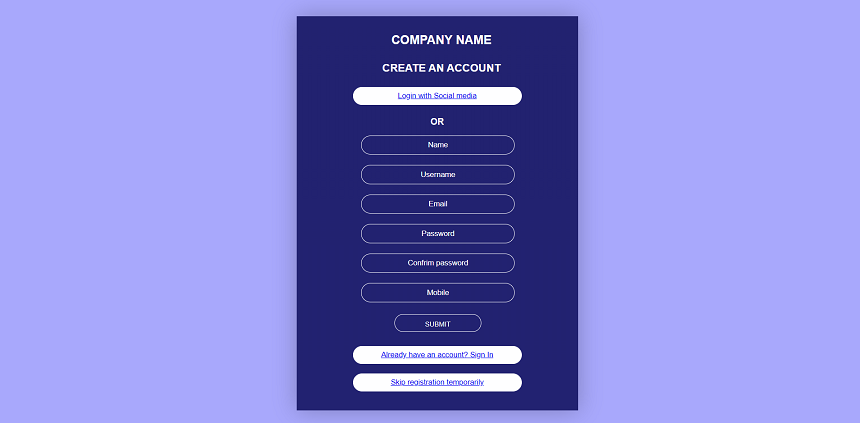 COMPANY NAME
CREATE AN ACCOUNT
Login with Social media
OR
Name
Username
Email
Password
Confrim password
Mobile
SUBMIT
Already have an account? Sign In
Skip registration temporarily